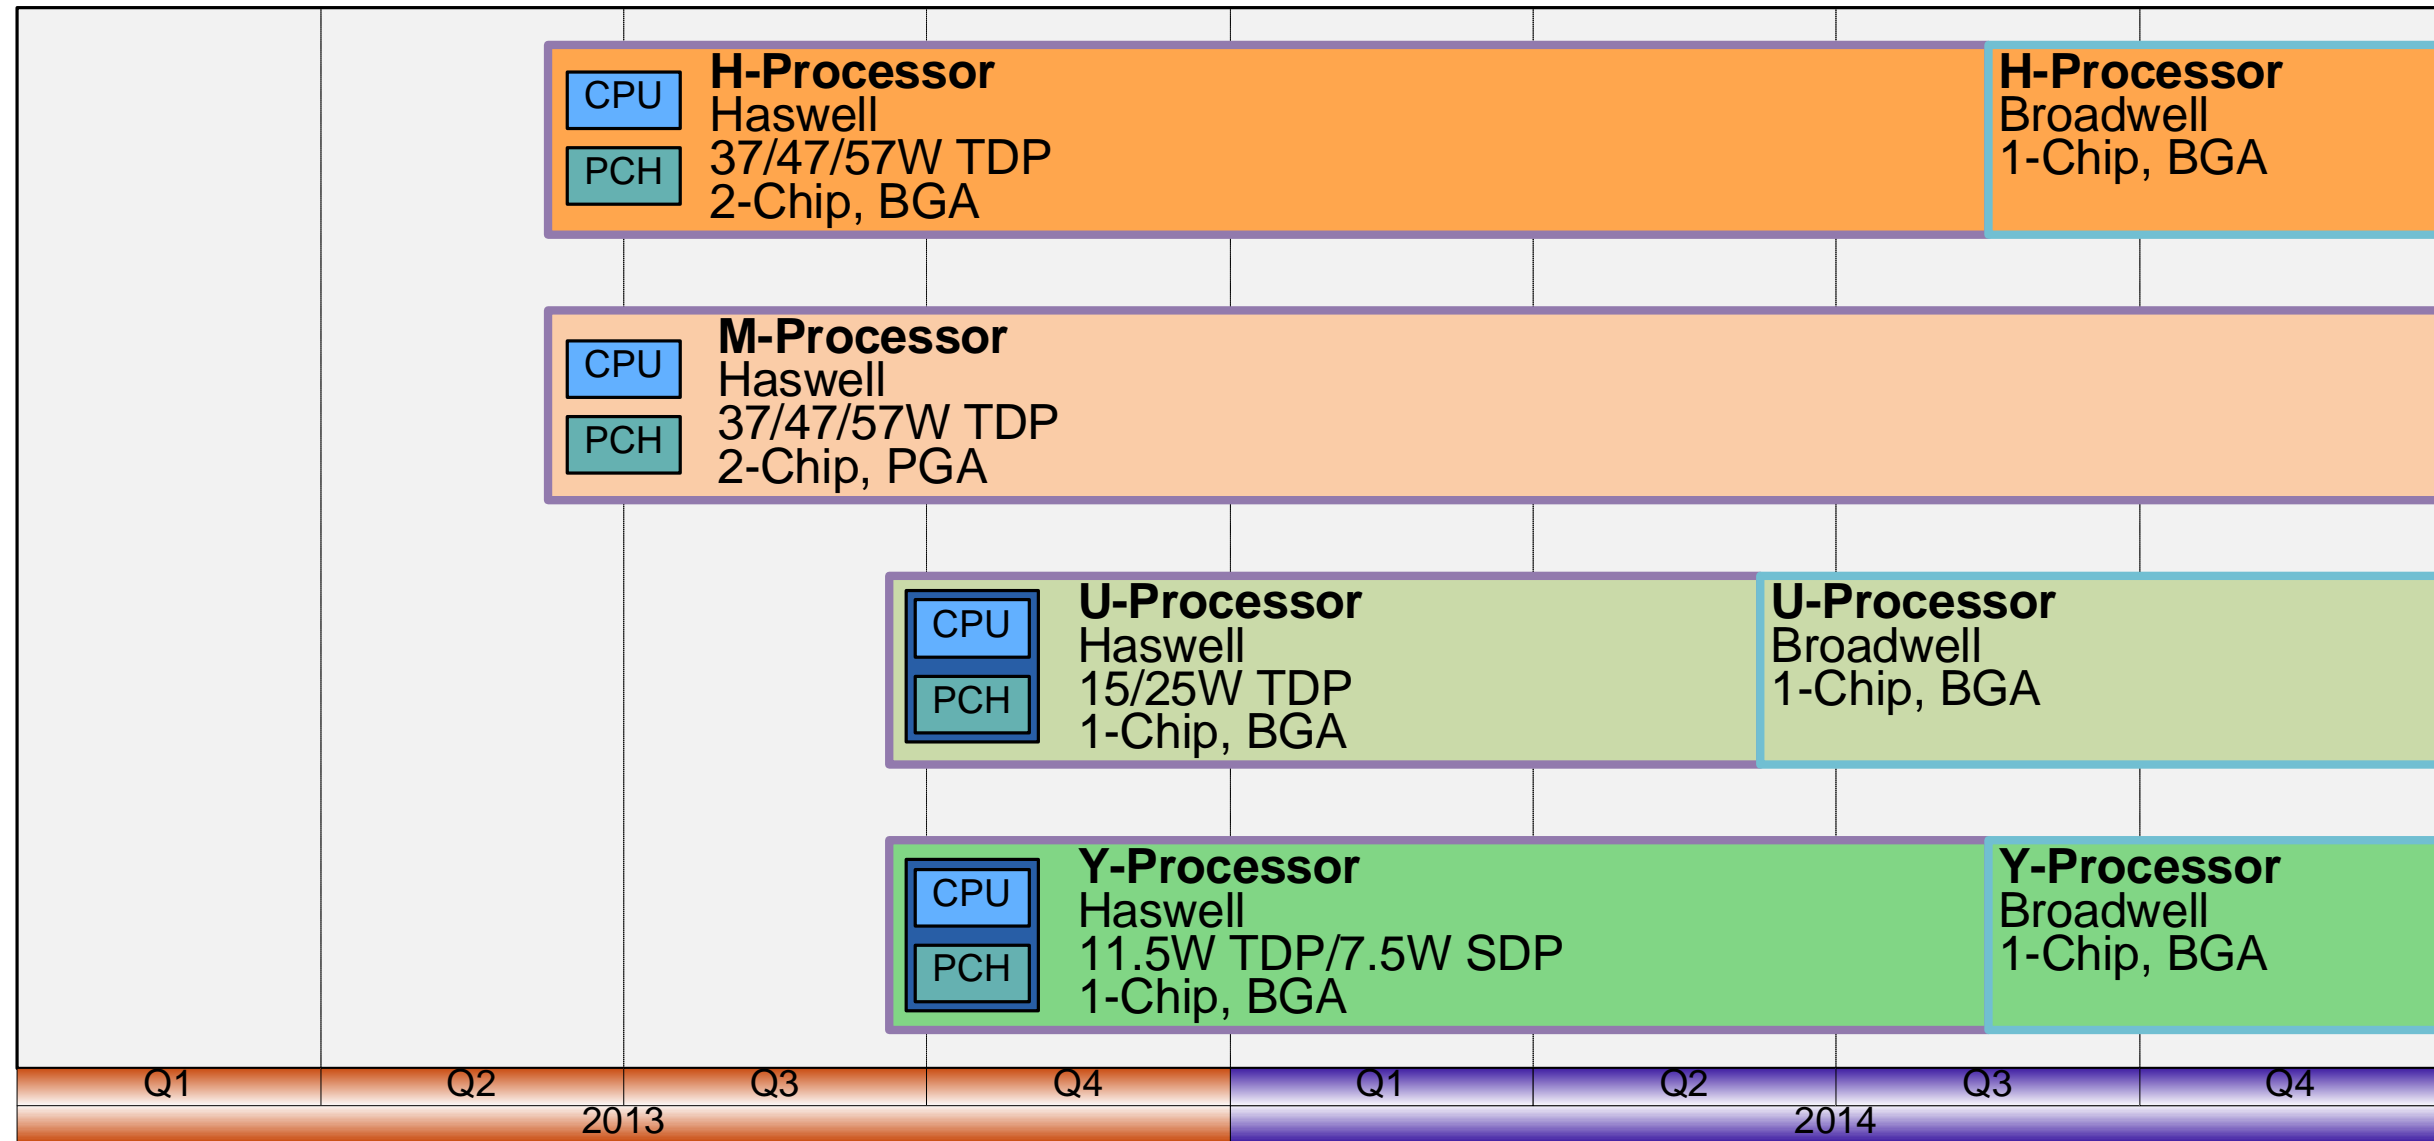 CPU
PCH
H-Processor
Haswell
37/47/57W TDP
2-Chip, BGA
H-Processor
Broadwell
1-Chip, BGA
CPU
PCH
M-Processor
Haswell
37/47/57W TDP
2-Chip, PGA
CPU
PCH
U-Processor
Haswell
15/25W TDP
1-Chip, BGA
U-Processor
Broadwell
1-Chip, BGA
CPU
PCH
Y-Processor
Haswell
11.5W TDP/7.5W SDP
1-Chip, BGA
Y-Processor
Broadwell
1-Chip, BGA
Q1 Q2 Q3 Q4 Q1 Q2 Q3 Q4
2013 2014